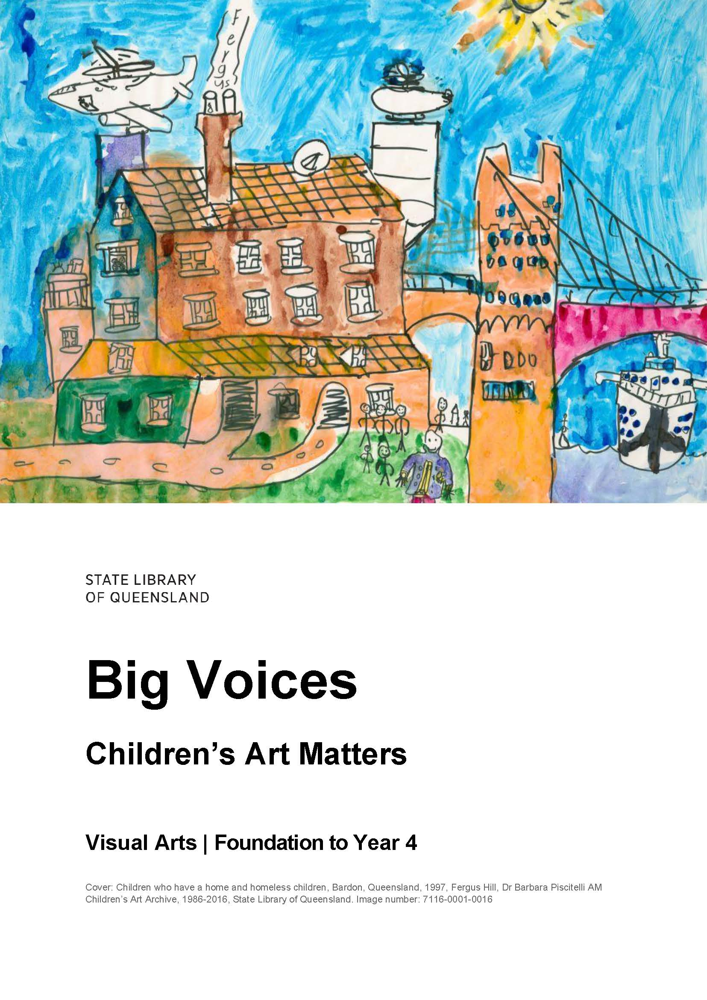 Fergus
STATE LIBRARY
OF QUEENSLAND
Big Voices
Children’s Art Matters
Visual Arts | Foundation to Year 4
Cover: Children who have a home and homeless children, Bardon, Queensland, 1997, Fergus Hill, Dr Barbara Piscitelli AM
Children’s Art Archive, 1986-2016, State Library of Queensland. Image number: 7116-0001-0016